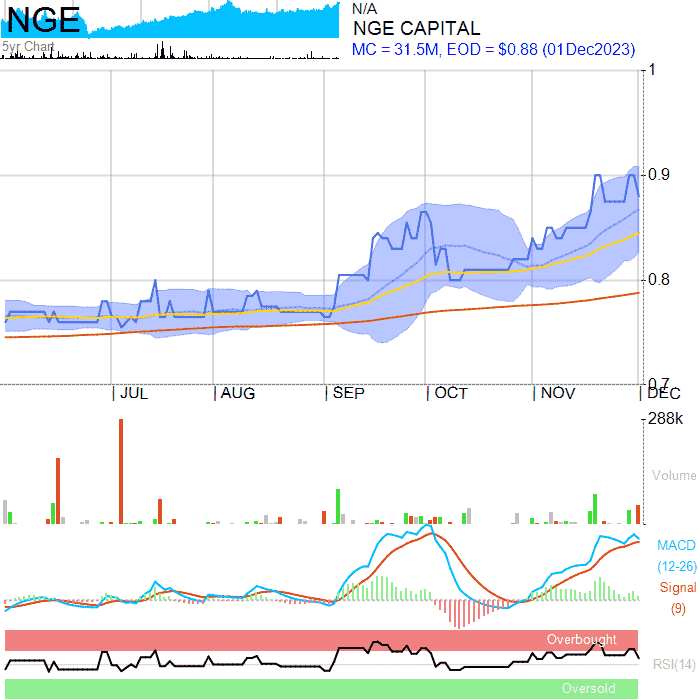 NGE
N/A
NGE CAPITAL
5yr Chart
MC = 31.5M, EOD = $0.88 (01Dec2023)
1
0.9
0.8
0.7
JUL
AUG
SEP
OCT
NOV
DEC
288k
Volume
MACD
(12-26)
Signal
(9)
Overbought
RSI(14)
Oversold